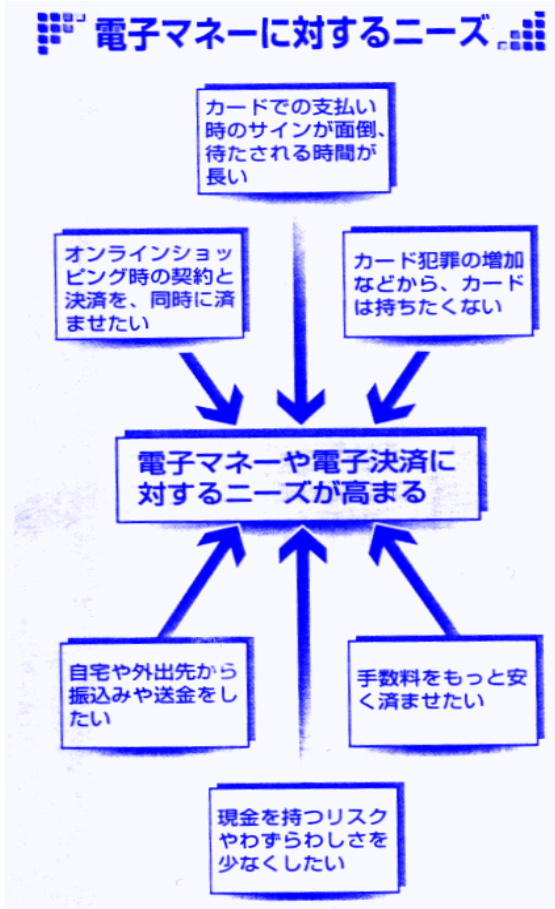 電子マネーに対するニーズ
カードでの支払い
時のサインが面倒、
待たされる時間が
長い
オンラインショッ
ピング時の契約と
決済を、同時に済
ませたい
カード犯罪の増加
などから、カード
は持ちたくない
電子マネーや電子決済に
対するニーズが高まる
自宅や外出先から
振込みや送金をし
たい
手数料をもっと安
く済ませたい
現金を持つリスク
やわずらわしさを
少なくしたい